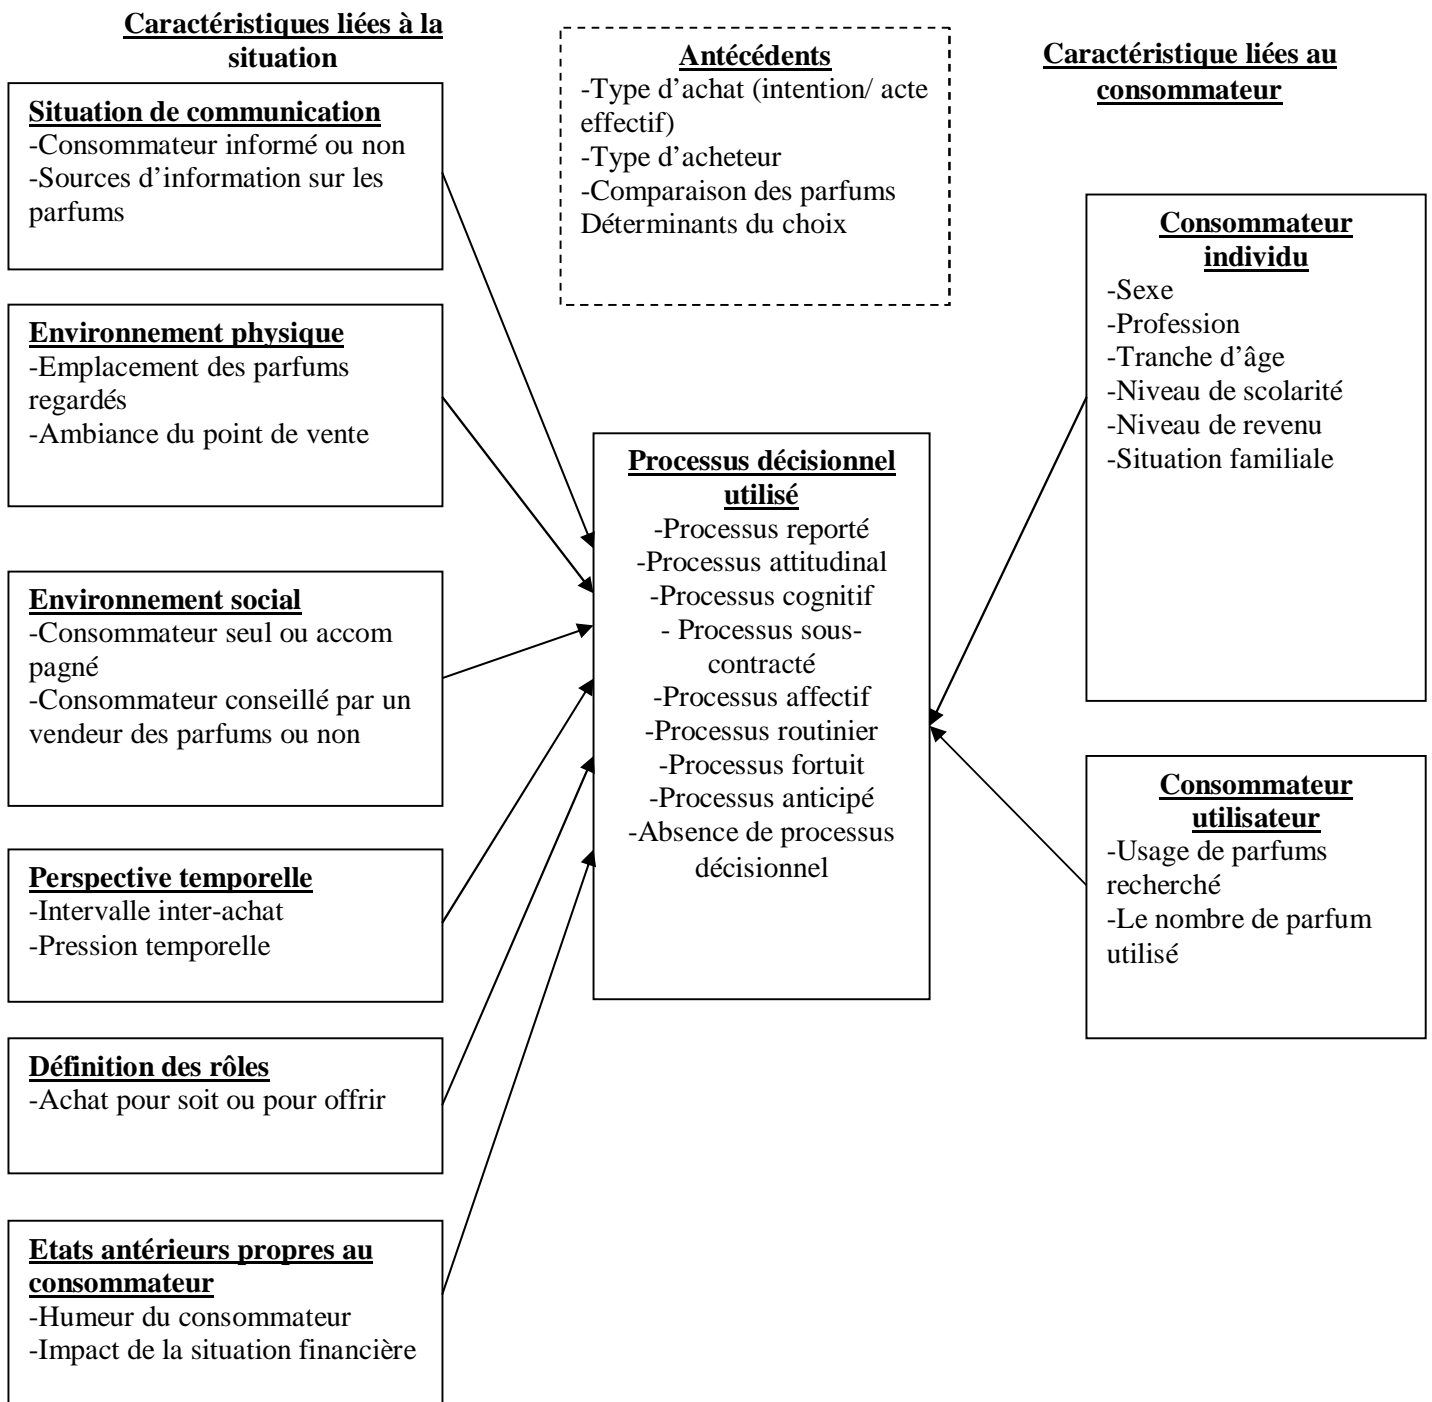 Caractéristiques liées à la
situation
Situation de communication
-Consommateur informé ou non
-Sources d’information sur les
parfums
Environnement physique
-Emplacement des parfums
regardés
-Ambiance du point de vente
Environnement social
-Consommateur seul ou accom
pagné
-Consommateur conseillé par un
vendeur des parfums ou non
Perspective temporelle
-Intervalle inter-achat
-Pression temporelle
Définition des rôles
-Achat pour soit ou pour offrir
Etats antérieurs propres au
consommateur
-Humeur du consommateur
-Impact de la situation financière
Antécédents
-Type d’achat (intention/ acte
effectif)
-Type d’acheteur
-Comparaison des parfums
Déterminants du choix
Processus décisionnel
utilisé
-Processus reporté
-Processus attitudinal
-Processus cognitif
- Processus sous-
contracté
-Processus affectif
-Processus routinier
-Processus fortuit
-Processus anticipé
-Absence de processus
décisionnel
Caractéristique liées au
consommateur
Consommateur
individu
-Sexe
-Profession
-Tranche d’âge
-Niveau de scolarité
-Niveau de revenu
-Situation familiale
Consommateur
utilisateur
-Usage de parfums
recherché
-Le nombre de parfum
utilisé